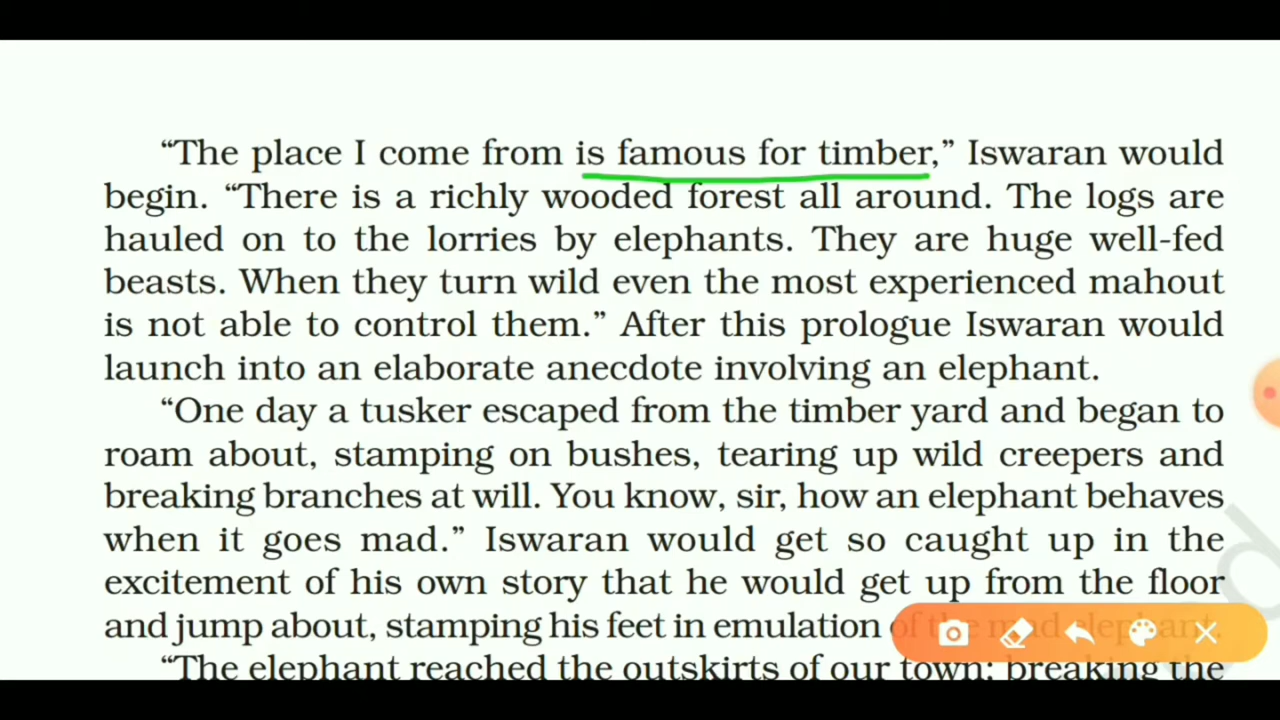 “The place I come from is famous for timber,” Iswaran would
begin. “There is a richly wooded forest all around. The logs are
hauled on to the lorries by elephants. They are huge well-fed
beasts. When they turn wild even the most experienced mahout
is not able to control them.” After this prologue Iswaran would
launch into an elaborate anecdote involving an elephant.
“One day a tusker escaped from the timber yard and began to
roam about, stamping on bushes, tearing up wild creepers and
breaking branches at will. You know, sir, how an elephant behaves
when it goes mad.” Iswaran would get so caught up in the
excitement of his own story that he would get up from the floor
and jump about, stamping his feet in emulation of the mad elephant.
“The elephant reached the outskirts of our town; breaking the